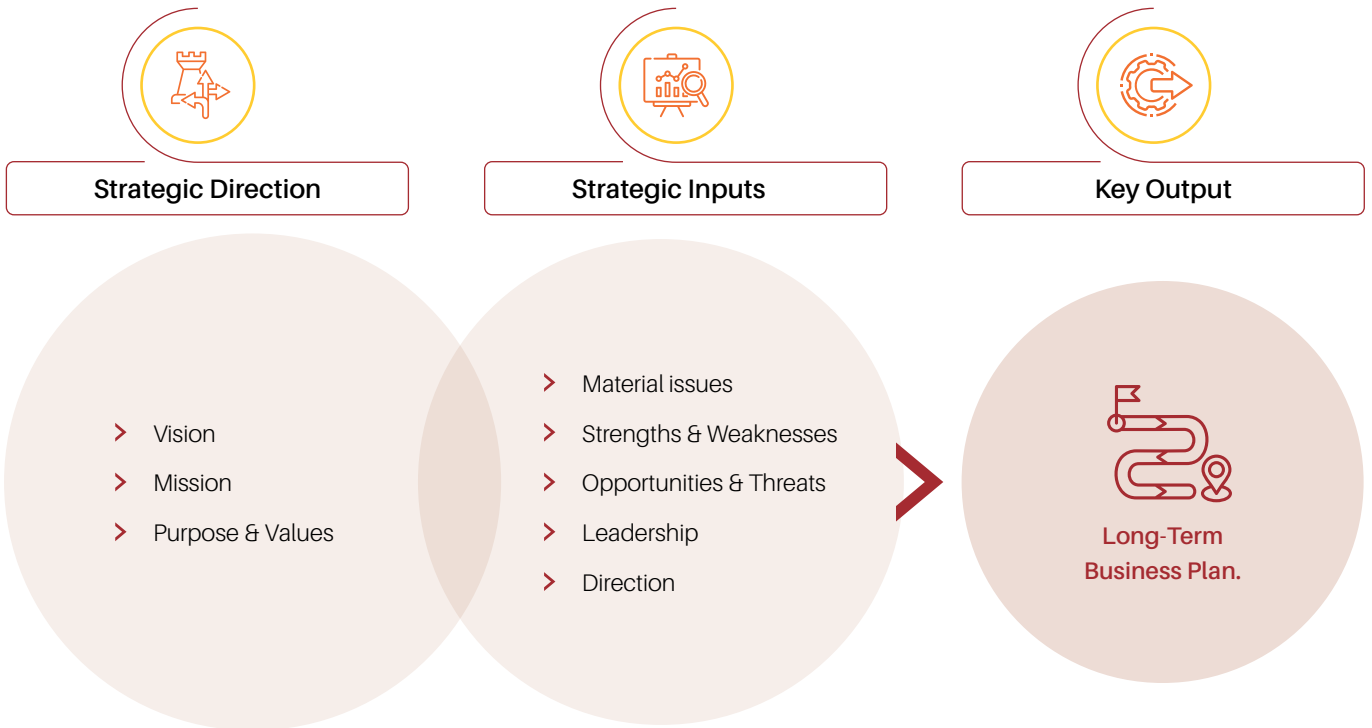 Strategic Direction
Strategic Inputs
Key Output
Vision
Mission
Purpose & Values
Material issues
Strengths & Weaknesses
Opportunities & Threats
Leadership
Direction
Long-Term
Business Plan.